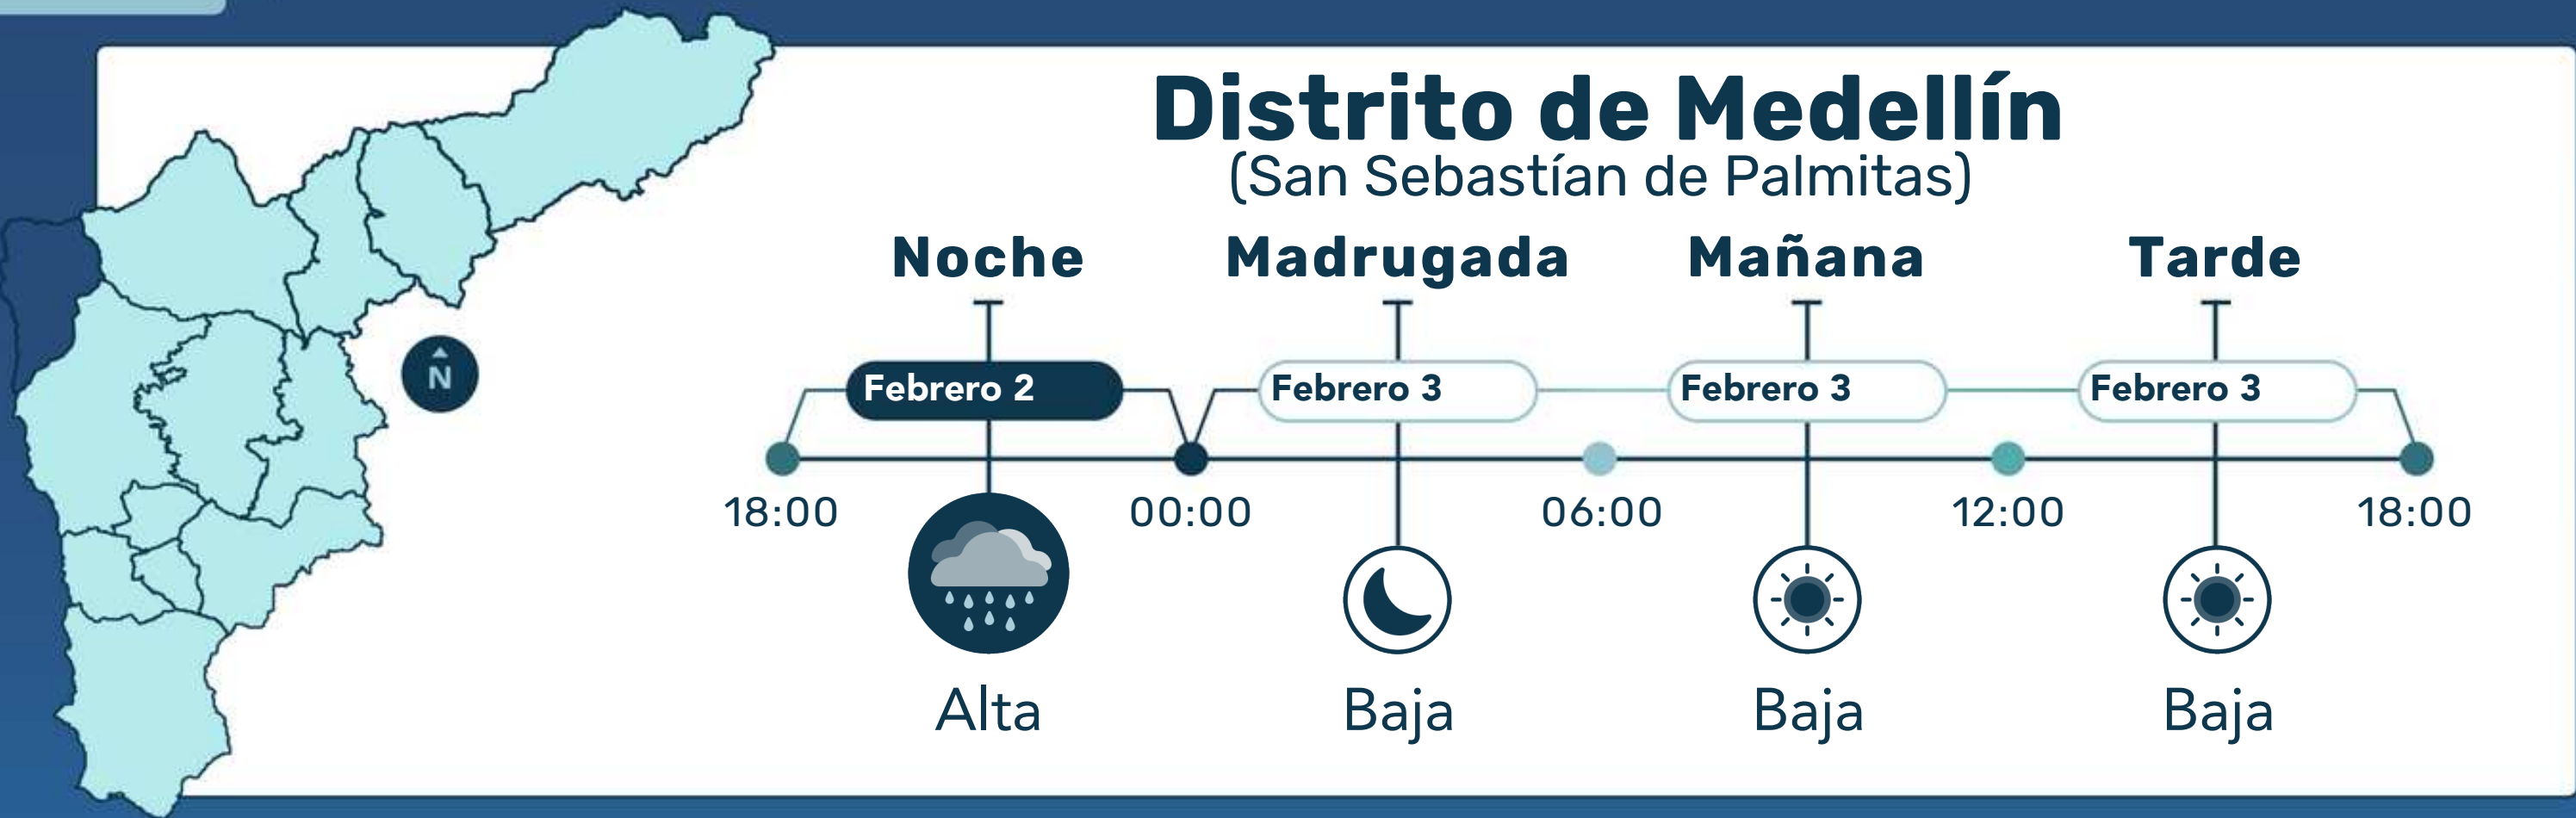 Distrito de Medellín
(San Sebastían de Palmitas)
Noche Madrugada Mañana Tarde
Febrero 2 Febrero 3 Febrero 3 Febrero 3
N
18:00 00:00 06:00 12:00 18:00
Alta Baja Baja Baja